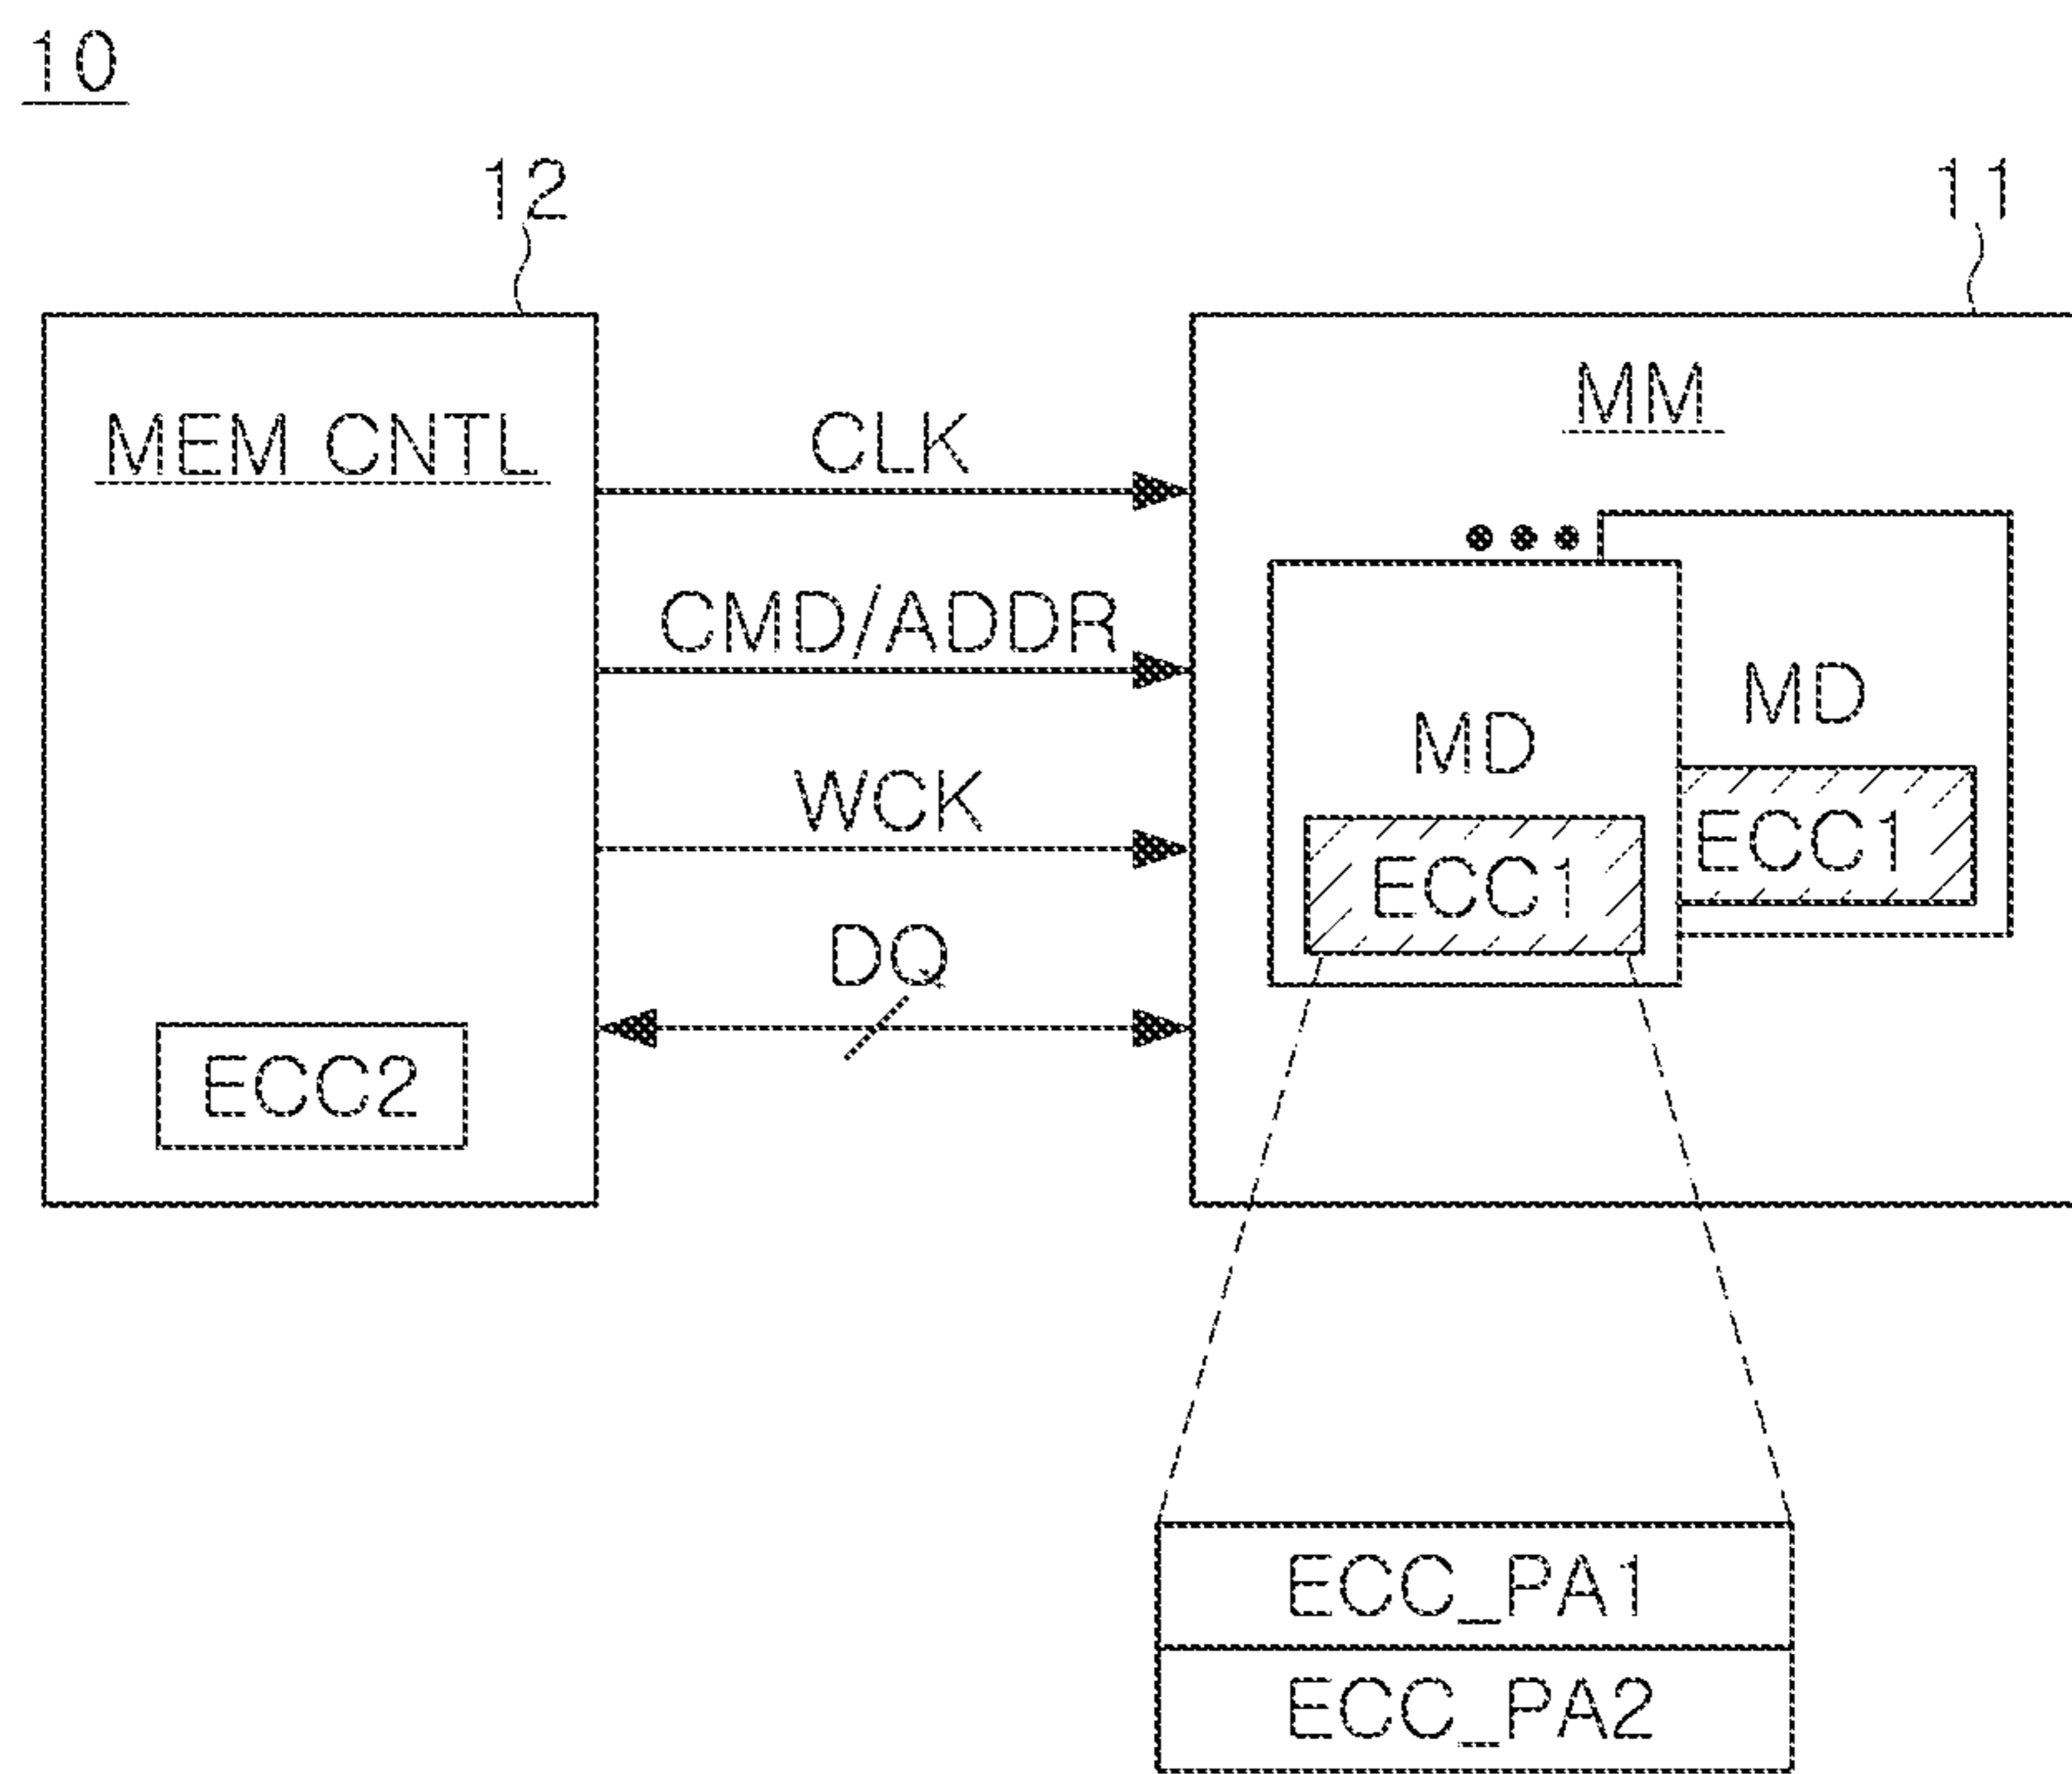 10
12
11
MEM CNTL
MM
CLK
CMD/ADDR
MD
MD
WCK
ECC1
ECC1
DQ
ECC2
ECC_PA1
ECC_PA2